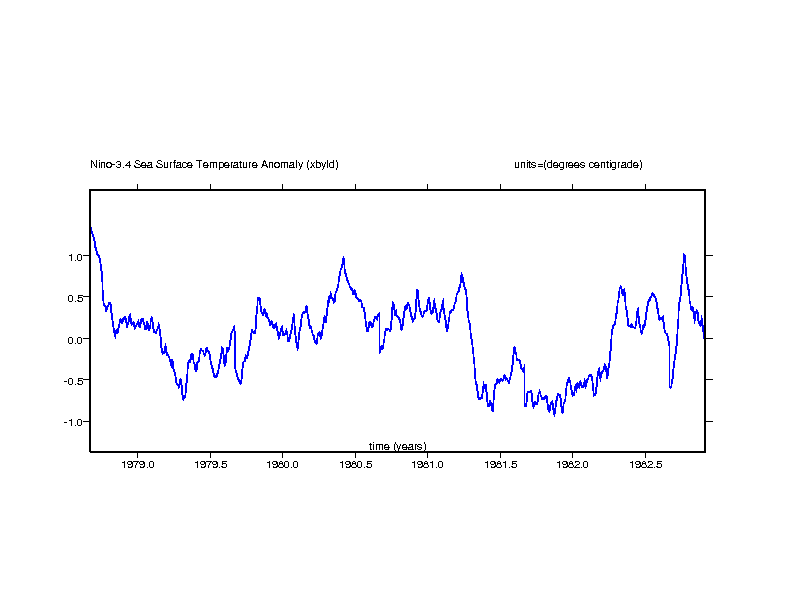 Nino-3.4 Sea Surface Temperature Anomaly (xbyld) units=(degrees centigrade)
1.0
0.5
0.0
-0.5
-1.0
time (years)
1979.0 1979.5 1980.0 1980.5 1981.0 1981.5 1982.0 1982.5